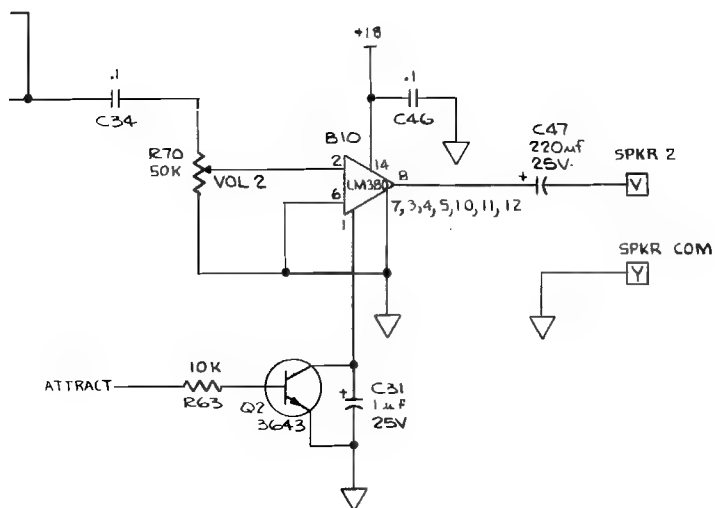 +18
.1
C34
.1
C46
B10
R70
50K
VOL 2
2
14
LM380
8
6
1
7, 3, 4, 5, 10, 11, 12
C47
220uf
25V.
+
SPKR 2
V
SPKR COM
Y
ATTRACT
10K
R63
Q2
3643
+
C31
1uf
25V